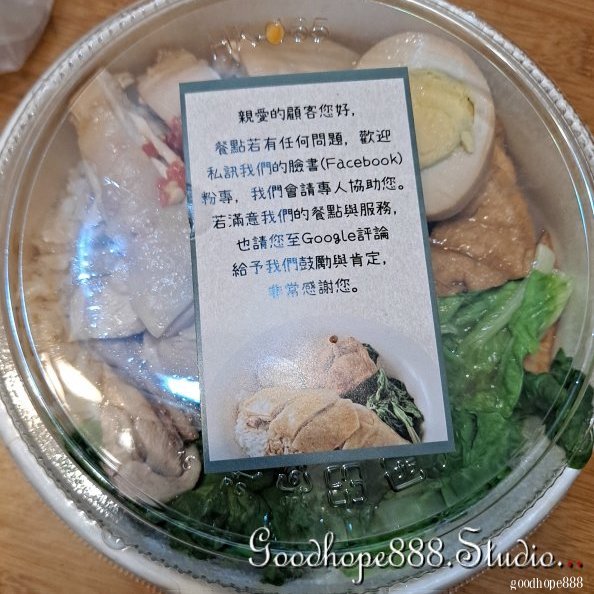 親愛的顧客您好,
餐點若有任何問題, 歡迎
私訊我們的臉書(Facebook)
粉專, 我們會請專人協助您。
若滿意我們的餐點與服務,
也請您至Google評論
給予我們鼓勵與肯定,
非常感謝您。
Goodhope888.Studio...
goodhope888